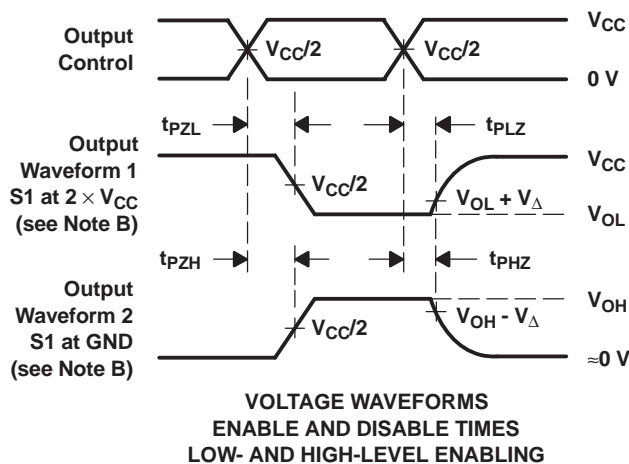 Output
Control
V_CC/2
V_CC/2
V_CC
0 V
t_PZL
t_PLZ
Output
Waveform 1
S1 at 2 × V_CC
(see Note B)
V_CC/2
V_OL + V_Δ
V_CC
V_OL
t_PZH
t_PHZ
Output
Waveform 2
S1 at GND
(see Note B)
V_CC/2
V_OH - V_Δ
V_OH
≈0 V
VOLTAGE WAVEFORMS
ENABLE AND DISABLE TIMES
LOW- AND HIGH-LEVEL ENABLING